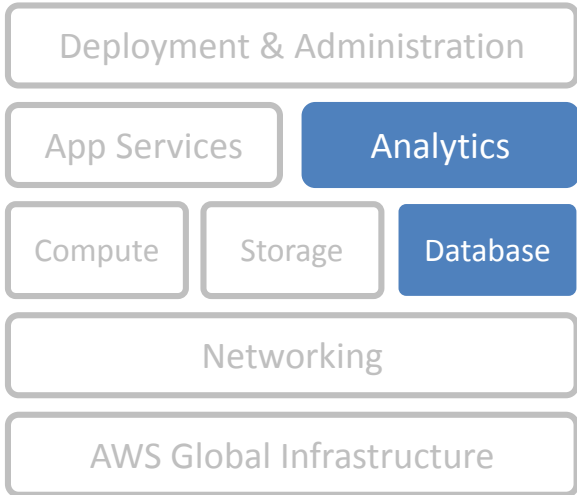 Deployment & Administration
App Services
Analytics
Compute
Storage
Database
Networking
AWS Global Infrastructure